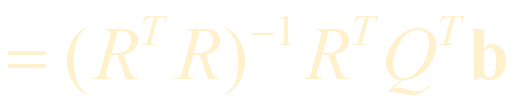 = (R^T R)^{-1} R^T Q^T b